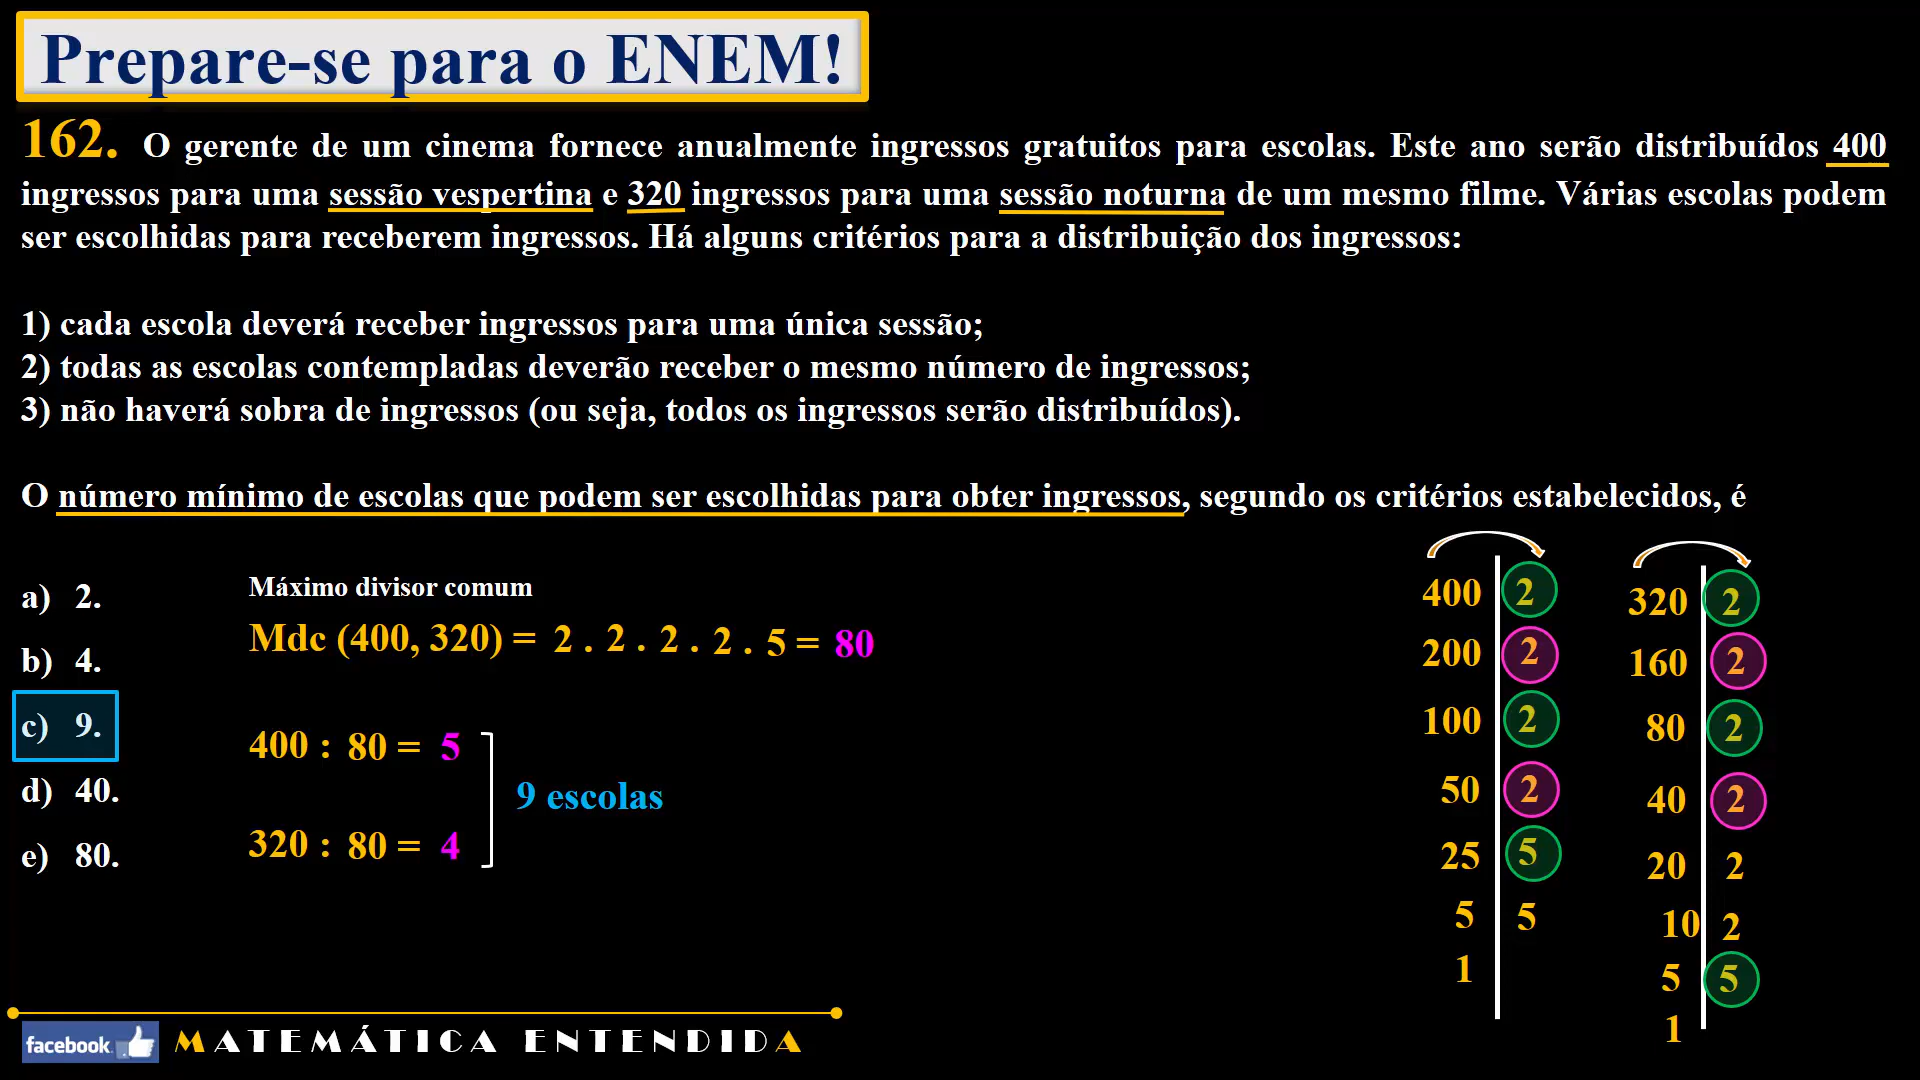 Prepare-se para o ENEM!
162. O gerente de um cinema fornece anualmente ingressos gratuitos para escolas. Este ano serão distribuídos 400
ingressos para uma sessão vespertina e 320 ingressos para uma sessão noturna de um mesmo filme. Várias escolas podem
ser escolhidas para receberem ingressos. Há alguns critérios para a distribuição dos ingressos:
1) cada escola deverá receber ingressos para uma única sessão;
2) todas as escolas contempladas deverão receber o mesmo número de ingressos;
3) não haverá sobra de ingressos (ou seja, todos os ingressos serão distribuídos).
O número mínimo de escolas que podem ser escolhidas para obter ingressos, segundo os critérios estabelecidos, é
a) 2.
b) 4.
c) 9.
d) 40.
e) 80.
Máximo divisor comum
Mdc (400, 320) = 2 . 2 . 2 . 2 . 5 = 80
400 : 80 = 5
9 escolas
320 : 80 = 4
400 2
200 2
100 2
50 2
25 5
5 5
1
320 2
160 2
80 2
40 2
20 2
10 2
5 5
1
facebook
MATEMÁTICA ENTENDIDA